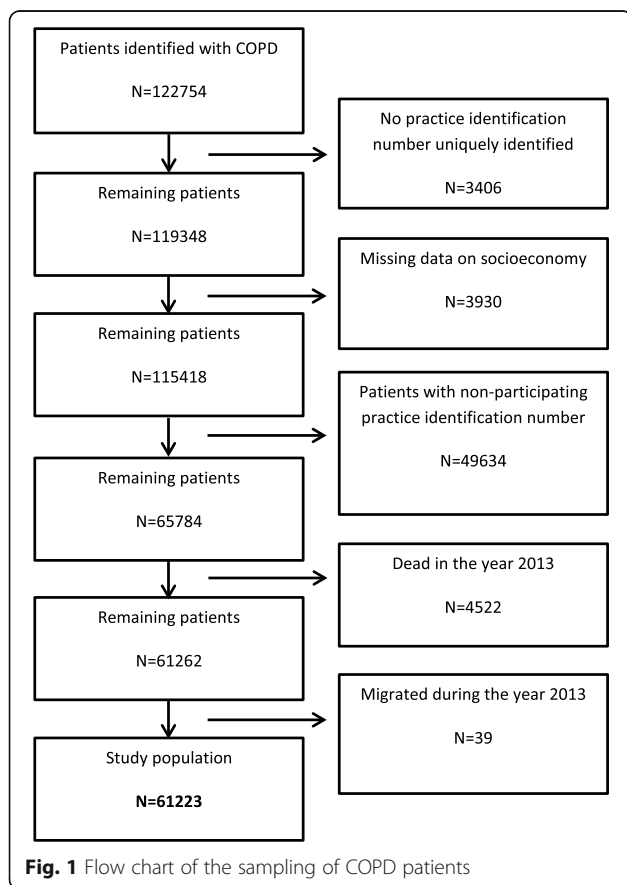 Patients identified with COPD
N=122754
No practice identification
number uniquely identified
N=3406
Remaining patients
N=119348
Missing data on socioeconomy
N=3930
Remaining patients
N=115418
Patients with non-participating
practice identification number
N=49634
Remaining patients
N=65784
Dead in the year 2013
N=4522
Remaining patients
N=61262
Migrated during the year 2013
N=39
Study population
N=61223
Fig. 1 Flow chart of the sampling of COPD patients